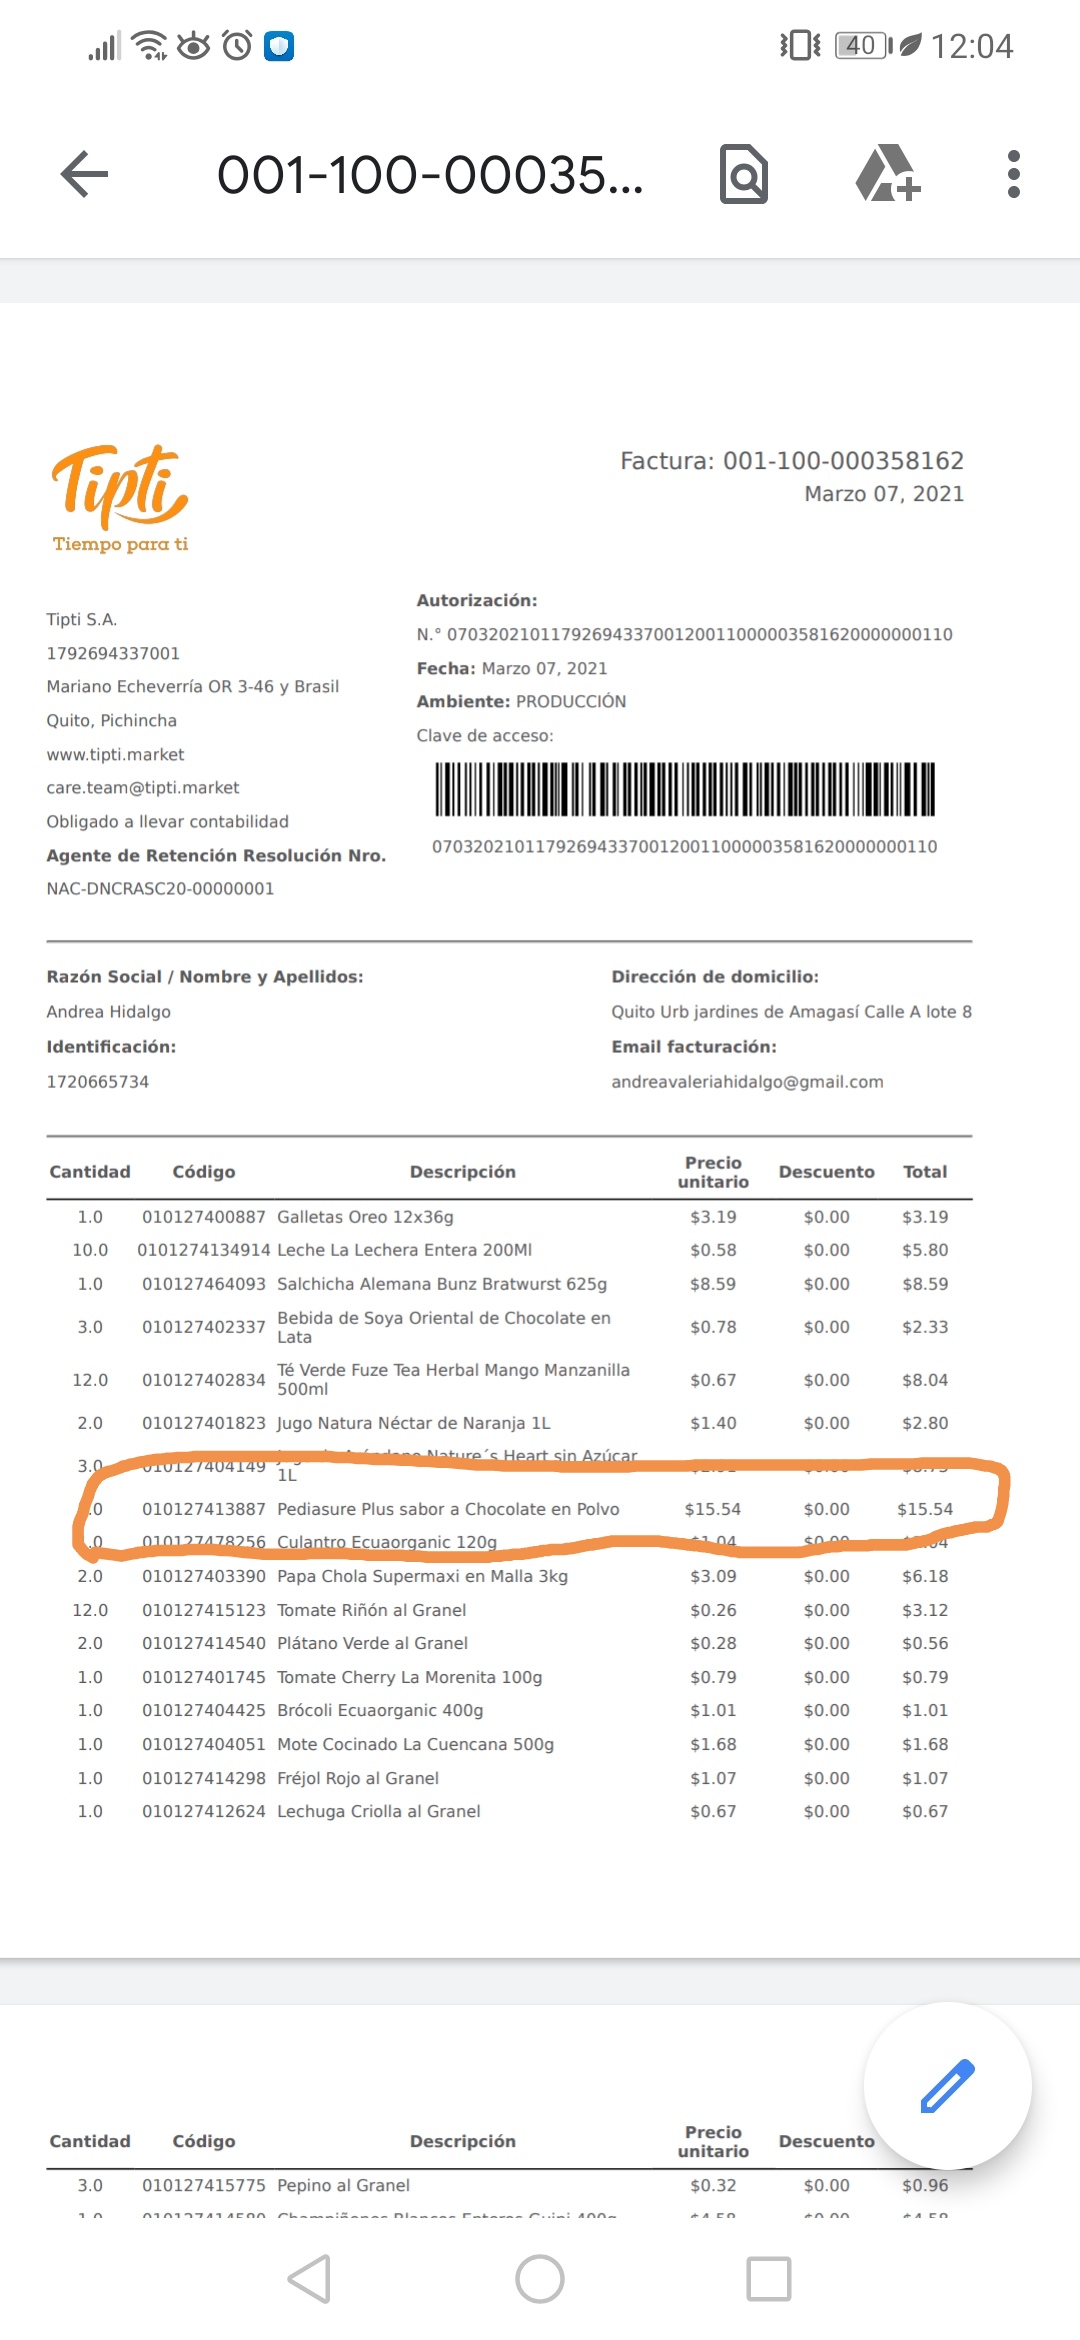 40 12:04
001-100-00035...
Tipti
Tiempo para ti
Factura: 001-100-000358162
Marzo 07, 2021
Tipti S.A.
1792694337001
Mariano Echeverría OR 3-46 y Brasil
Quito, Pichincha
www.tipti.market
care.team@tipti.market
Obligado a llevar contabilidad
Agente de Retención Resolución Nro.
NAC-DNCRASC20-00000001
Autorización:
N.° 0703202101179269433700120011000003581620000000110
Fecha: Marzo 07, 2021
Ambiente: PRODUCCIÓN
Clave de acceso:
0703202101179269433700120011000003581620000000110
Razón Social / Nombre y Apellidos:
Andrea Hidalgo
Identificación:
1720665734
Dirección de domicilio:
Quito Urb jardines de Amagasí Calle A lote 8
Email facturación:
andreavaleriahidalgo@gmail.com
Cantidad Código Descripción Precio unitario Descuento Total
1.0 010127400887 Galletas Oreo 12x36g $3.19 $0.00 $3.19
10.0 0101274134914 Leche La Lechera Entera 200Ml $0.58 $0.00 $5.80
1.0 010127464093 Salchicha Alemana Bunz Bratwurst 625g $8.59 $0.00 $8.59
3.0 010127402337 Bebida de Soya Oriental de Chocolate en
Lata $0.78 $0.00 $2.33
12.0 010127402834 Té Verde Fuze Tea Herbal Mango Manzanilla
500ml $0.67 $0.00 $8.04
2.0 010127401823 Jugo Natura Néctar de Naranja 1L $1.40 $0.00 $2.80
3.0 010127404149 Nature´s Heart sin Azúcar
1L
.0 010127413887 Pediasure Plus sabor a Chocolate en Polvo $15.54 $0.00 $15.54
.0 010127478256 Culantro Ecuaorganic 120g $1.04 $0.00
2.0 010127403390 Papa Chola Supermaxi en Malla 3kg $3.09 $0.00 $6.18
12.0 010127415123 Tomate Riñón al Granel $0.26 $0.00 $3.12
2.0 010127414540 Plátano Verde al Granel $0.28 $0.00 $0.56
1.0 010127401745 Tomate Cherry La Morenita 100g $0.79 $0.00 $0.79
1.0 010127404425 Brócoli Ecuaorganic 400g $1.01 $0.00 $1.01
1.0 010127404051 Mote Cocinado La Cuencana 500g $1.68 $0.00 $1.68
1.0 010127414298 Fréjol Rojo al Granel $1.07 $0.00 $1.07
1.0 010127412624 Lechuga Criolla al Granel $0.67 $0.00 $0.67
Cantidad Código Descripción Precio unitario Descuento
3.0 010127415775 Pepino al Granel $0.32 $0.00 $0.96